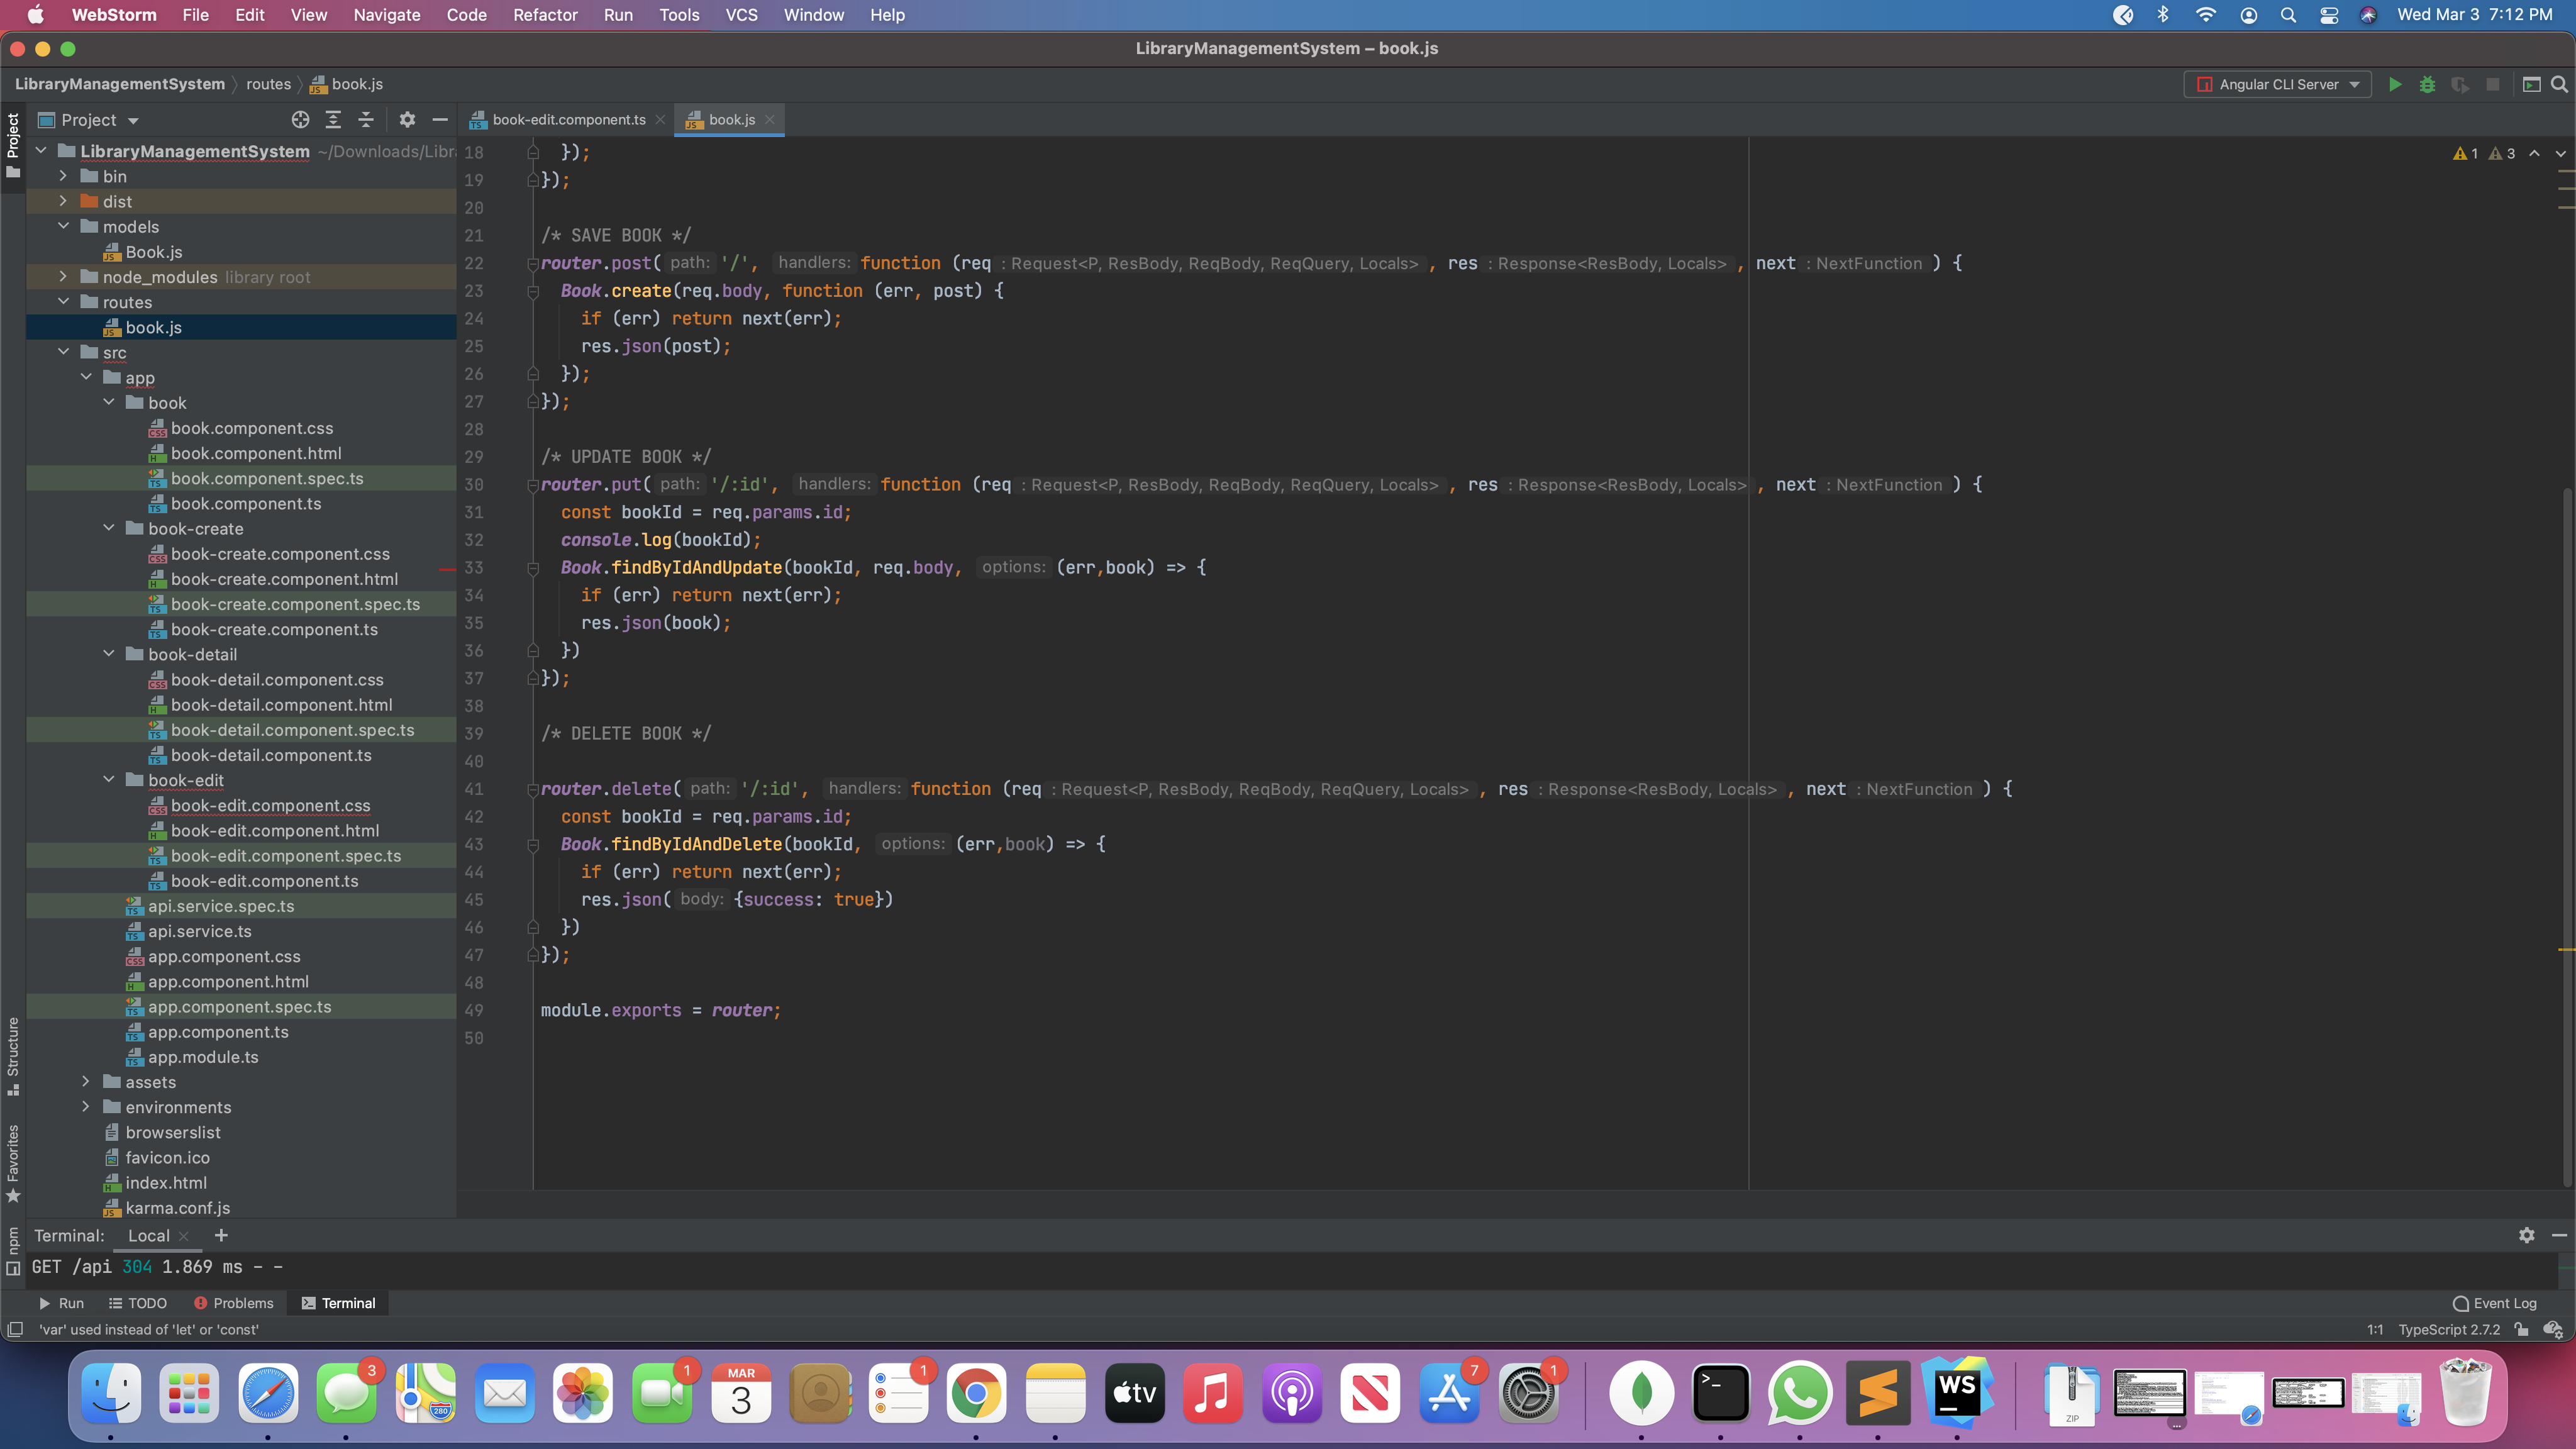 WebStorm File Edit View Navigate Code Refactor Run Tools VCS Window Help Wed Mar 3 7:12 PM
LibraryManagementSystem – book.js
LibraryManagementSystem routes book.js Angular CLI Server
Project
Project
book-edit.component.ts
book.js
LibraryManagementSystem ~/Downloads/Libr
bin
dist
models
Book.js
node_modules library root
routes
book.js
src
app
book
book.component.css
book.component.html
book.component.spec.ts
book.component.ts
book-create
book-create.component.css
book-create.component.html
book-create.component.spec.ts
book-create.component.ts
book-detail
book-detail.component.css
book-detail.component.html
book-detail.component.spec.ts
book-detail.component.ts
book-edit
book-edit.component.css
book-edit.component.html
book-edit.component.spec.ts
book-edit.component.ts
api.service.spec.ts
api.service.ts
app.component.css
app.component.html
app.component.spec.ts
app.component.ts
app.module.ts
assets
environments
browserslist
favicon.ico
index.html
karma.conf.js
Structure
Favorites
npm
1 3
18 });
19 });
20
21 /* SAVE BOOK */
22 router.post( path: '/', handlers: function (req : Request<P, ResBody, ReqBody, ReqQuery, Locals> , res : Response<ResBody, Locals> , next : NextFunction ) {
23 Book.create(req.body, function (err, post) {
24 if (err) return next(err);
25 res.json(post);
26 });
27 });
28
29 /* UPDATE BOOK */
30 router.put( path: '/:id', handlers: function (req : Request<P, ResBody, ReqBody, ReqQuery, Locals> , res : Response<ResBody, Locals> , next : NextFunction ) {
31 const bookId = req.params.id;
32 console.log(bookId);
33 Book.findByIdAndUpdate(bookId, req.body, options: (err,book) => {
34 if (err) return next(err);
35 res.json(book);
36 })
37 });
38
39 /* DELETE BOOK */
40
41 router.delete( path: '/:id', handlers: function (req : Request<P, ResBody, ReqBody, ReqQuery, Locals> , res : Response<ResBody, Locals> , next : NextFunction ) {
42 const bookId = req.params.id;
43 Book.findByIdAndDelete(bookId, options: (err,book) => {
44 if (err) return next(err);
45 res.json( body: {success: true})
46 })
47 });
48
49 module.exports = router;
50
Terminal: Local +
GET /api 304 1.869 ms - -
Run TODO Problems Terminal Event Log
'var' used instead of 'let' or 'const' 1:1 TypeScript 2.7.2
3 280 1 MAR 3 1 tv 7 1 >_ WS ZIP